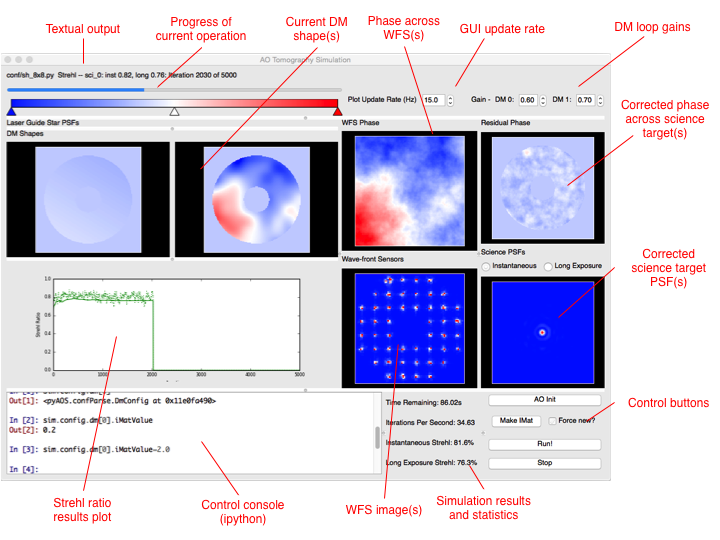 Textual output
Progress of
current operation
Current DM
shape(s)
Phase across
WFS(s)
GUI update rate
DM loop gains
AO Tomography Simulation
conf/sh_8x8.py Strehl -- sci_0: inst 0.82, long 0.76: Iteration 2030 of 5000
Plot Update Rate (Hz) 15.0
Gain - DM 0: 0.60 DM 1: 0.70
Laser Guide Star PSFs
DM Shapes
WFS Phase
Residual Phase
Corrected phase
across science
target(s)
Wave-front Sensors
Science PSFs
Instantaneous Long Exposure
Corrected
science target
PSF(s)
Strehl Ratio
1.0
0.8
0.6
0.4
0.2
0.0
0 1000 2000 3000 4000 5000
Out[1]: <pyAOS.confParse.DmConfig at 0x11e0fa490>
In [2]: sim.config.dm[0].iMatValue
Out[2]: 0.2
In [3]: sim.config.dm[0].iMatValue=2.0
In [4]:
Time Remaining: 86.02s
Iterations Per Second: 34.63
Instantaneous Strehl: 81.6%
Long Exposure Strehl: 76.3%
AO Init
Make IMat Force new?
Run!
Stop
Control buttons
Strehl ratio
results plot
Control console
(ipython)
WFS image(s)
Simulation results
and statistics